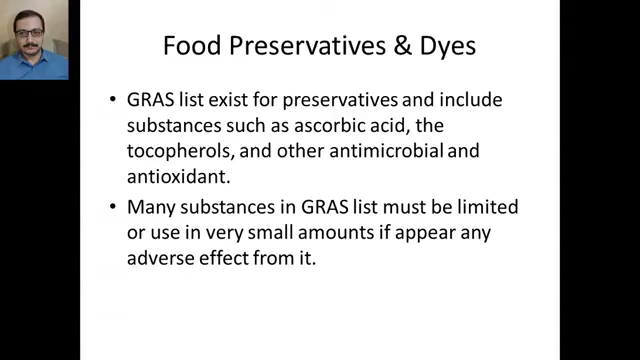 Food Preservatives & Dyes
• GRAS list exist for preservatives and include
substances such as ascorbic acid, the
tocopherols, and other antimicrobial and
antioxidant.
• Many substances in GRAS list must be limited
or use in very small amounts if appear any
adverse effect from it.